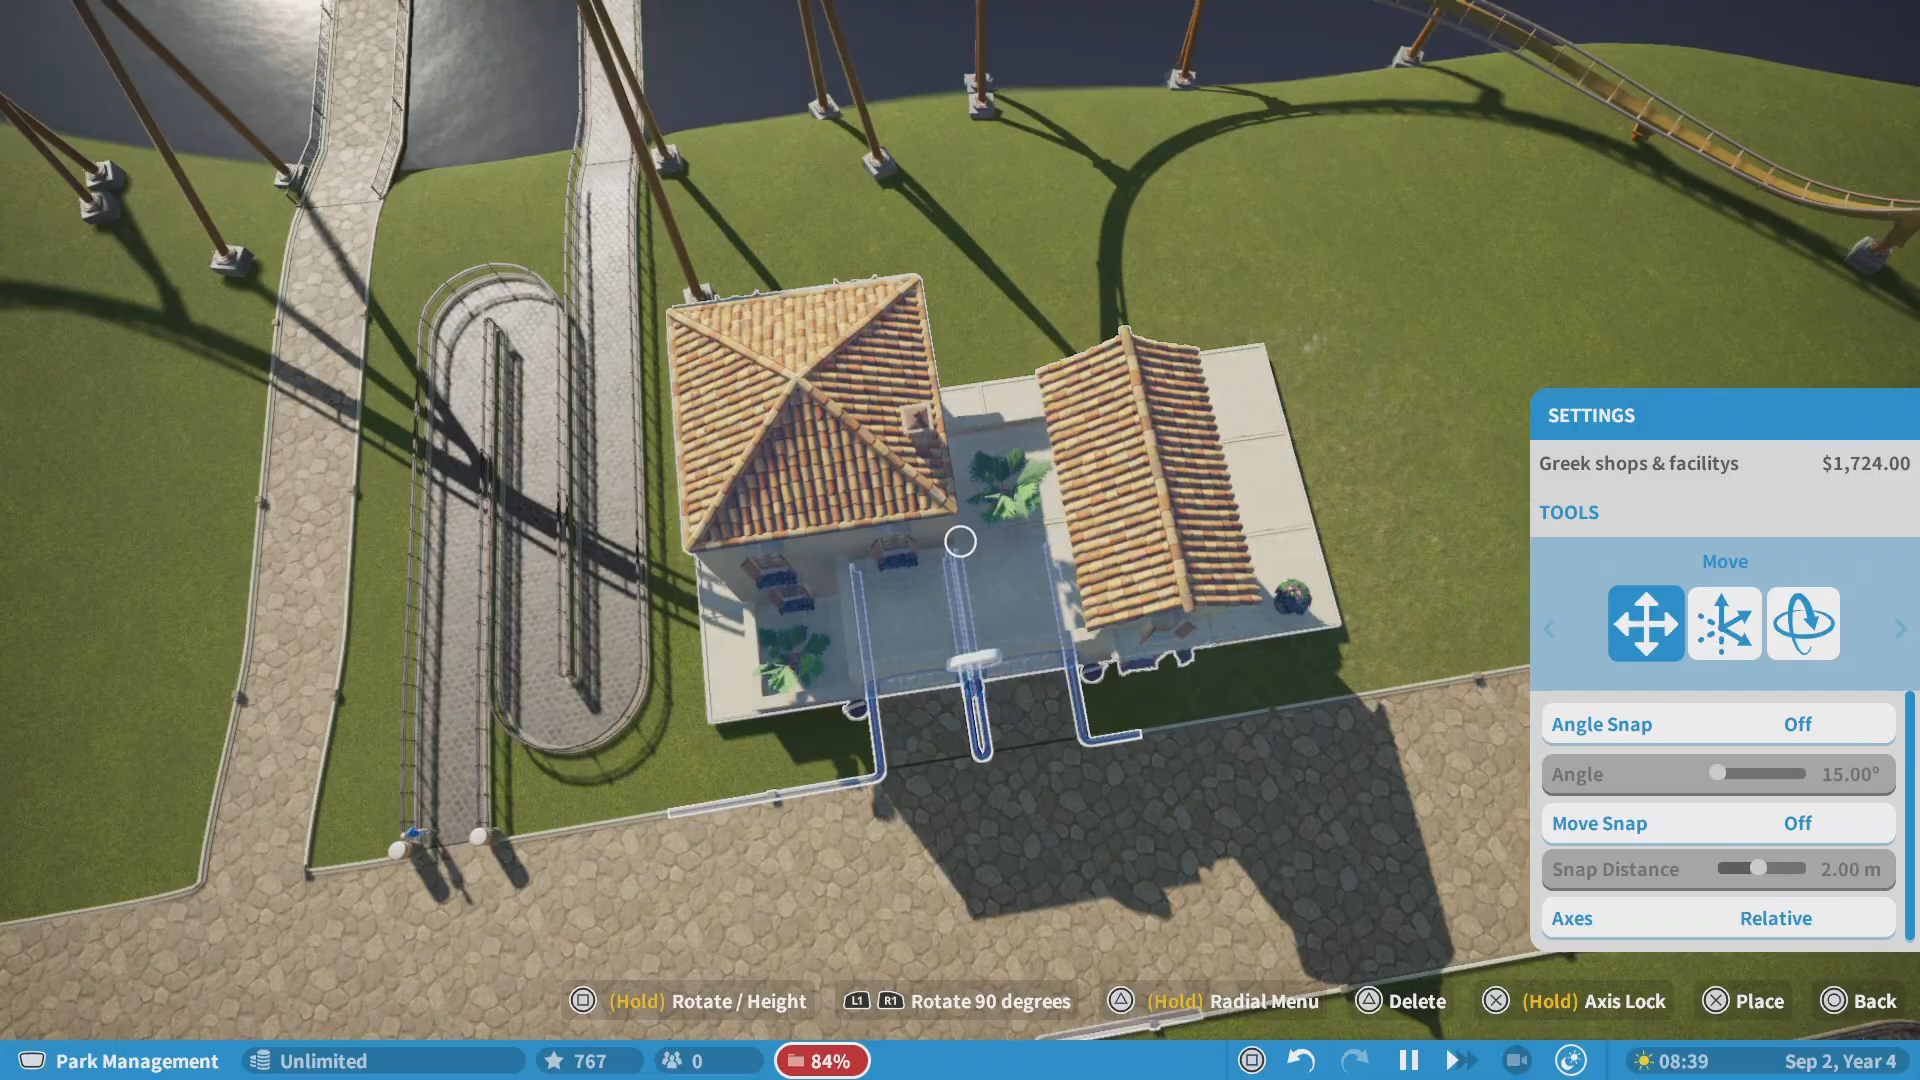 SETTINGS
Greek shops & facilitys $1,724.00
TOOLS
Move
Angle Snap Off
Angle 15.00°
Move Snap Off
Snap Distance 2.00 m
Axes Relative
(Hold) Rotate / Height L1 R1 Rotate 90 degrees (Hold) Radial Menu Delete (Hold) Axis Lock Place Back
Park Management Unlimited 767 0 84% 08:39 Sep 2, Year 4